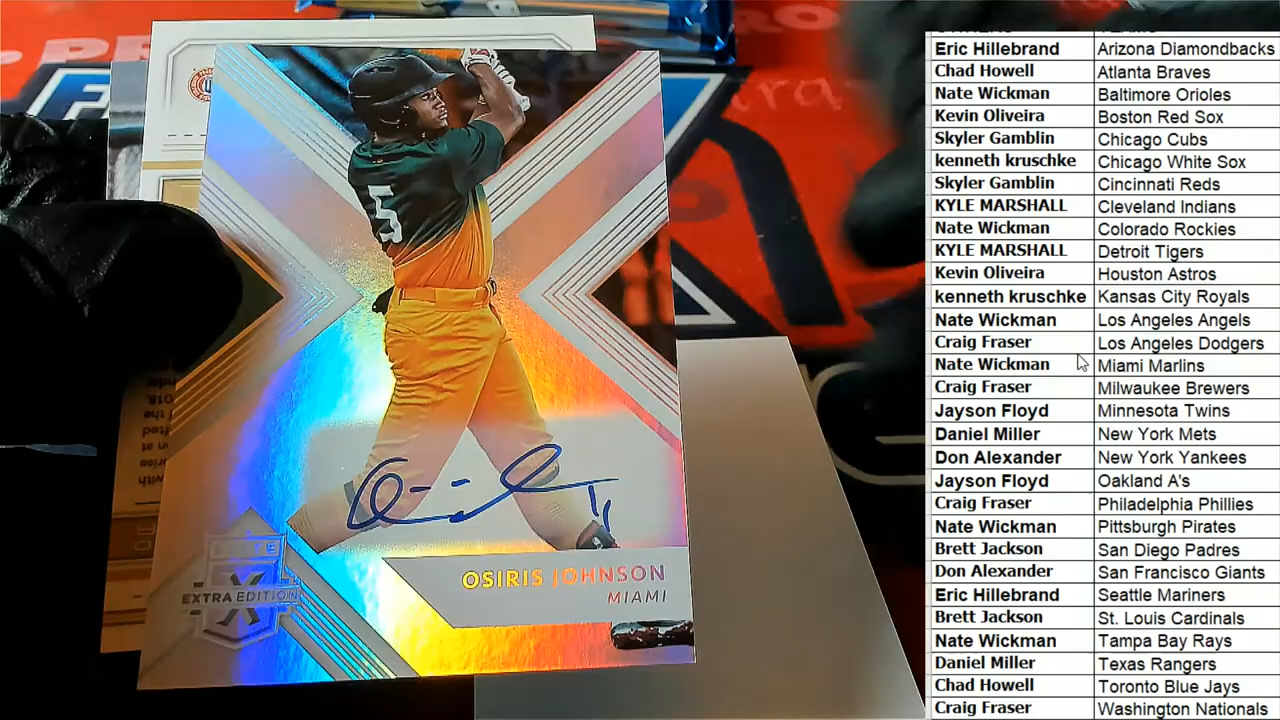 5
OSIRIS JOHNSON
MIAMI
ELITE
EXTRA EDITION
X
Eric Hillebrand Arizona Diamondbacks
Chad Howell Atlanta Braves
Nate Wickman Baltimore Orioles
Kevin Oliveira Boston Red Sox
Skyler Gamblin Chicago Cubs
kenneth kruschke Chicago White Sox
Skyler Gamblin Cincinnati Reds
KYLE MARSHALL Cleveland Indians
Nate Wickman Colorado Rockies
KYLE MARSHALL Detroit Tigers
Kevin Oliveira Houston Astros
kenneth kruschke Kansas City Royals
Nate Wickman Los Angeles Angels
Craig Fraser Los Angeles Dodgers
Nate Wickman Miami Marlins
Craig Fraser Milwaukee Brewers
Jayson Floyd Minnesota Twins
Daniel Miller New York Mets
Don Alexander New York Yankees
Jayson Floyd Oakland A's
Craig Fraser Philadelphia Phillies
Nate Wickman Pittsburgh Pirates
Brett Jackson San Diego Padres
Don Alexander San Francisco Giants
Eric Hillebrand Seattle Mariners
Brett Jackson St. Louis Cardinals
Nate Wickman Tampa Bay Rays
Daniel Miller Texas Rangers
Chad Howell Toronto Blue Jays
Craig Fraser Washington Nationals